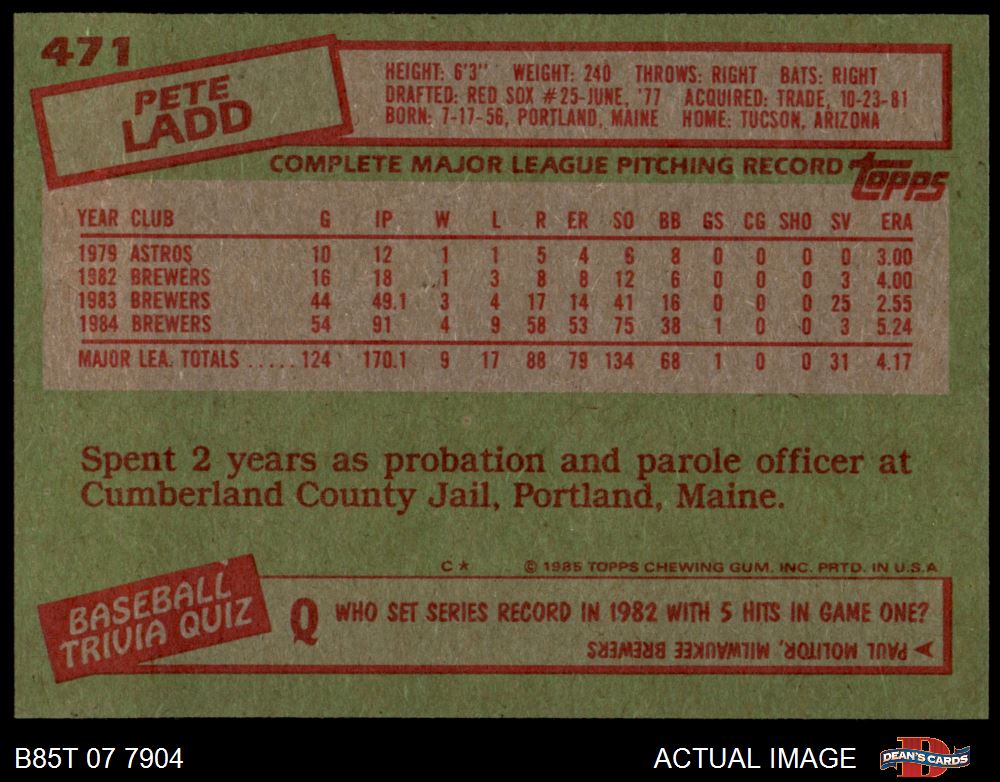 471
PETE
LADD
HEIGHT: 6'3" WEIGHT: 240 THROWS: RIGHT BATS: RIGHT
DRAFTED: RED SOX #25-JUNE, '77 ACQUIRED: TRADE, 10-23-81
BORN: 7-17-56, PORTLAND, MAINE HOME: TUCSON, ARIZONA
COMPLETE MAJOR LEAGUE PITCHING RECORD topps
YEAR CLUB G IP W L R ER SO BB GS CG SHO SV ERA
1979 ASTROS 10 12 1 1 5 4 6 8 0 0 0 0 3.00
1982 BREWERS 16 18 1 3 8 8 12 6 0 0 0 3 4.00
1983 BREWERS 44 49.1 3 4 17 14 41 16 0 0 0 25 2.55
1984 BREWERS 54 91 4 9 58 53 75 38 1 0 0 3 5.24
MAJOR LEA. TOTALS ..... 124 170.1 9 17 88 79 134 68 1 0 0 31 4.17
Spent 2 years as probation and parole officer at
Cumberland County Jail, Portland, Maine.
C* © 1985 TOPPS CHEWING GUM, INC. PRTD. IN U.S.A
BASEBALL
TRIVIA QUIZ
Q WHO SET SERIES RECORD IN 1982 WITH 5 HITS IN GAME ONE?
PAUL MOLITOR, MILWAUKEE BREWERS
B85T 07 7904 ACTUAL IMAGE D DEAN'S CARDS